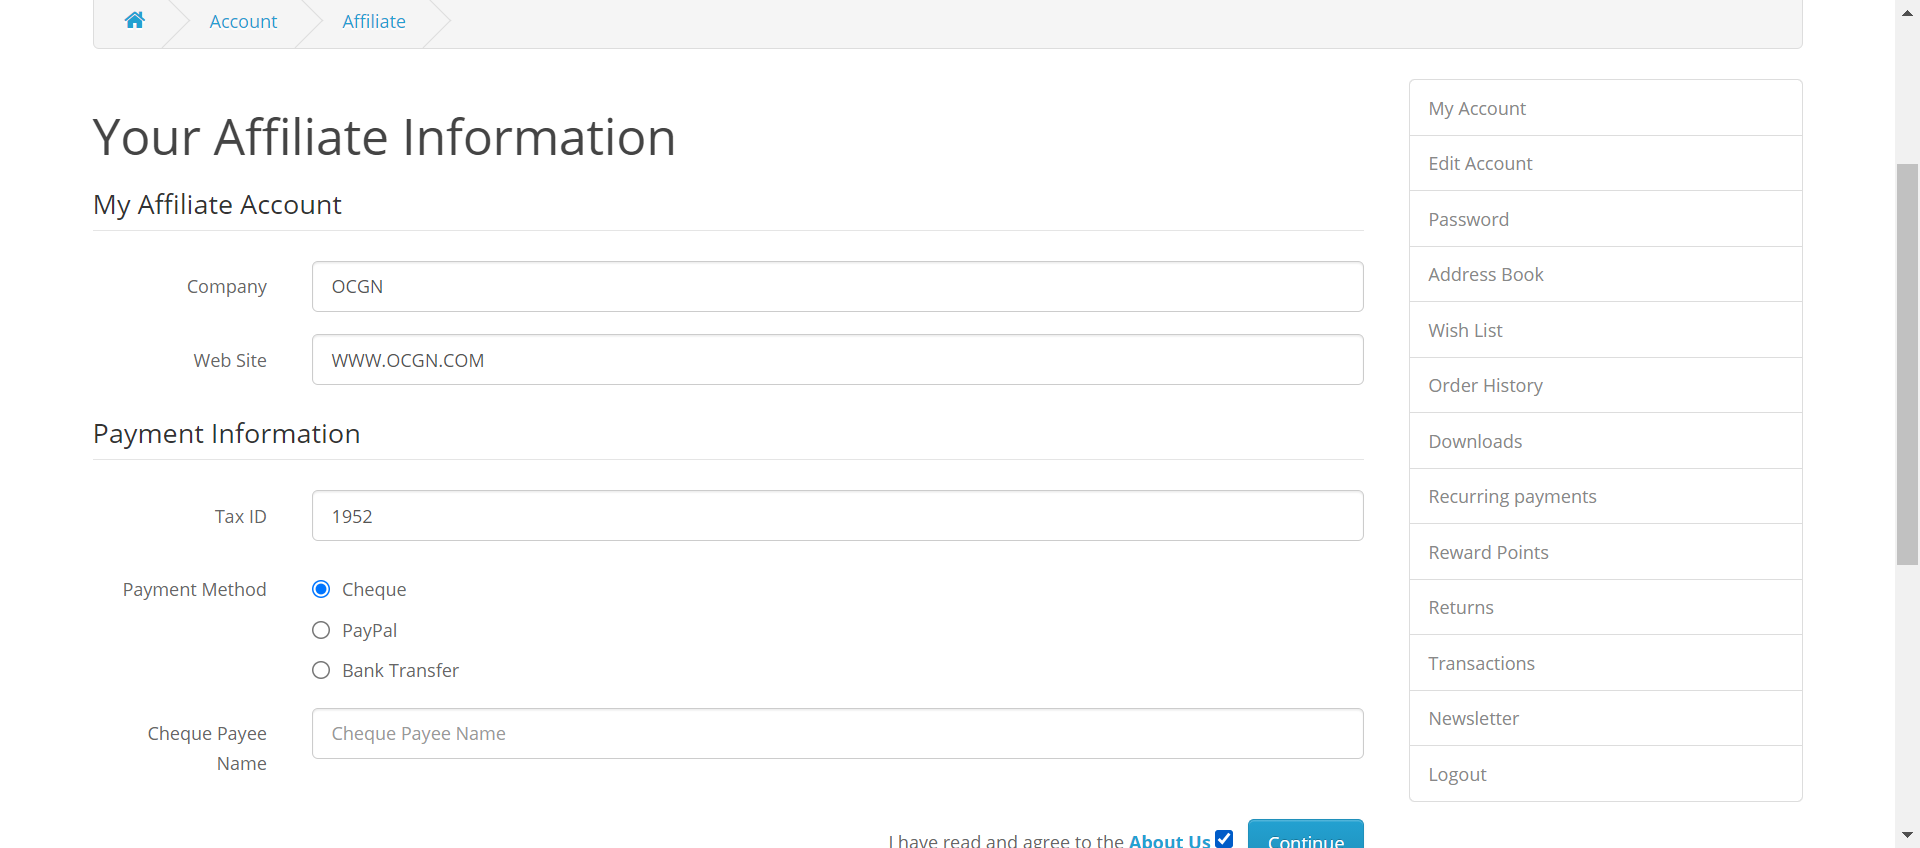 Account
Affiliate
Your Affiliate Information
My Affiliate Account
Company
OCGN
Web Site
WWW.OCGN.COM
Payment Information
Tax ID
1952
Payment Method
Cheque
PayPal
Bank Transfer
Cheque Payee
Name
Cheque Payee Name
I have read and agree to the About Us
Continue
My Account
Edit Account
Password
Address Book
Wish List
Order History
Downloads
Recurring payments
Reward Points
Returns
Transactions
Newsletter
Logout